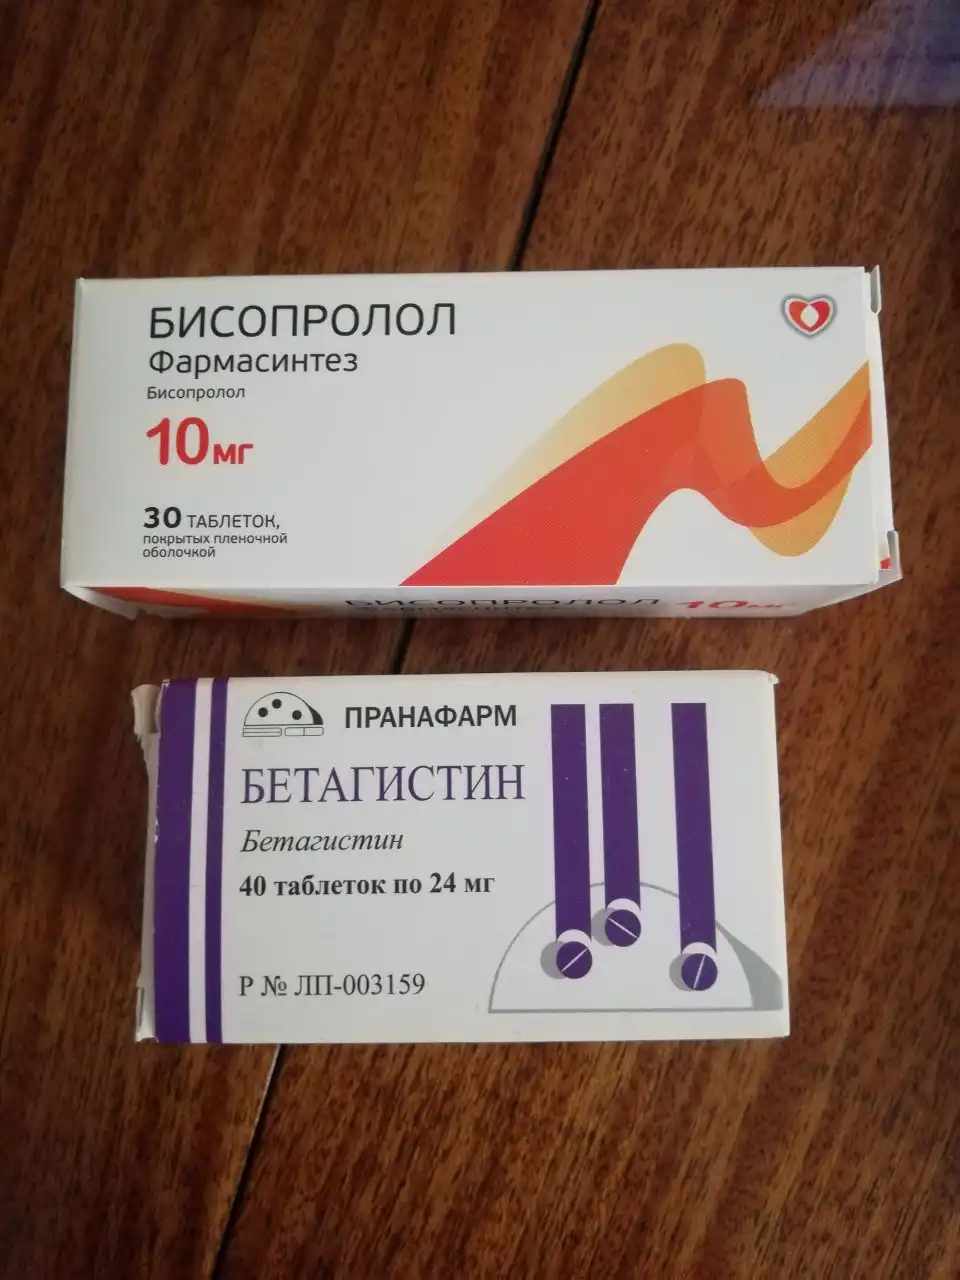 БИСОПРОЛОЛ
Фармасинтез
Бисопролол
10мг
30 ТАБЛЕТОК,
покрытых пленочной
оболочкой
БИСОПРОЛОЛ 10мг
ПРАНАФАРМ
БЕТАГИСТИН
Бетагистин
40 таблеток по 24 мг
Р № ЛП-003159